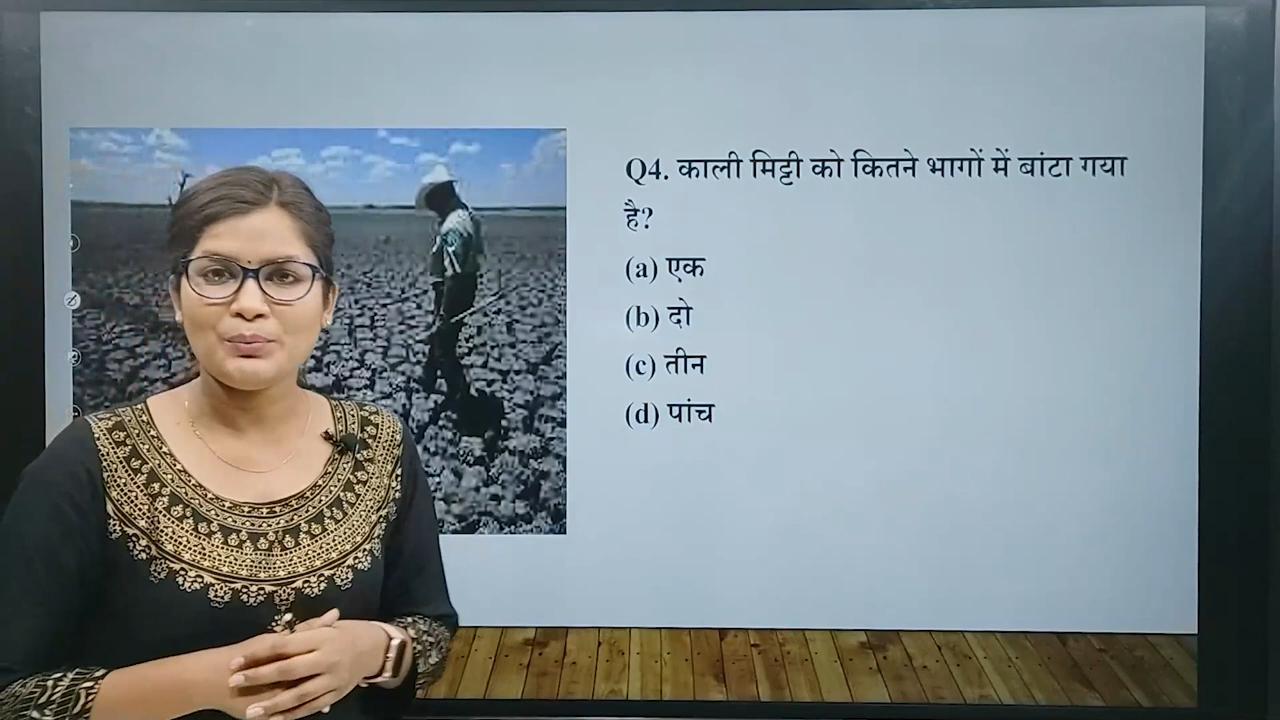 Q4. काली मिट्टी को कितने भागों में बांटा गया
है?
(a) एक
(b) दो
(c) तीन
(d) पांच